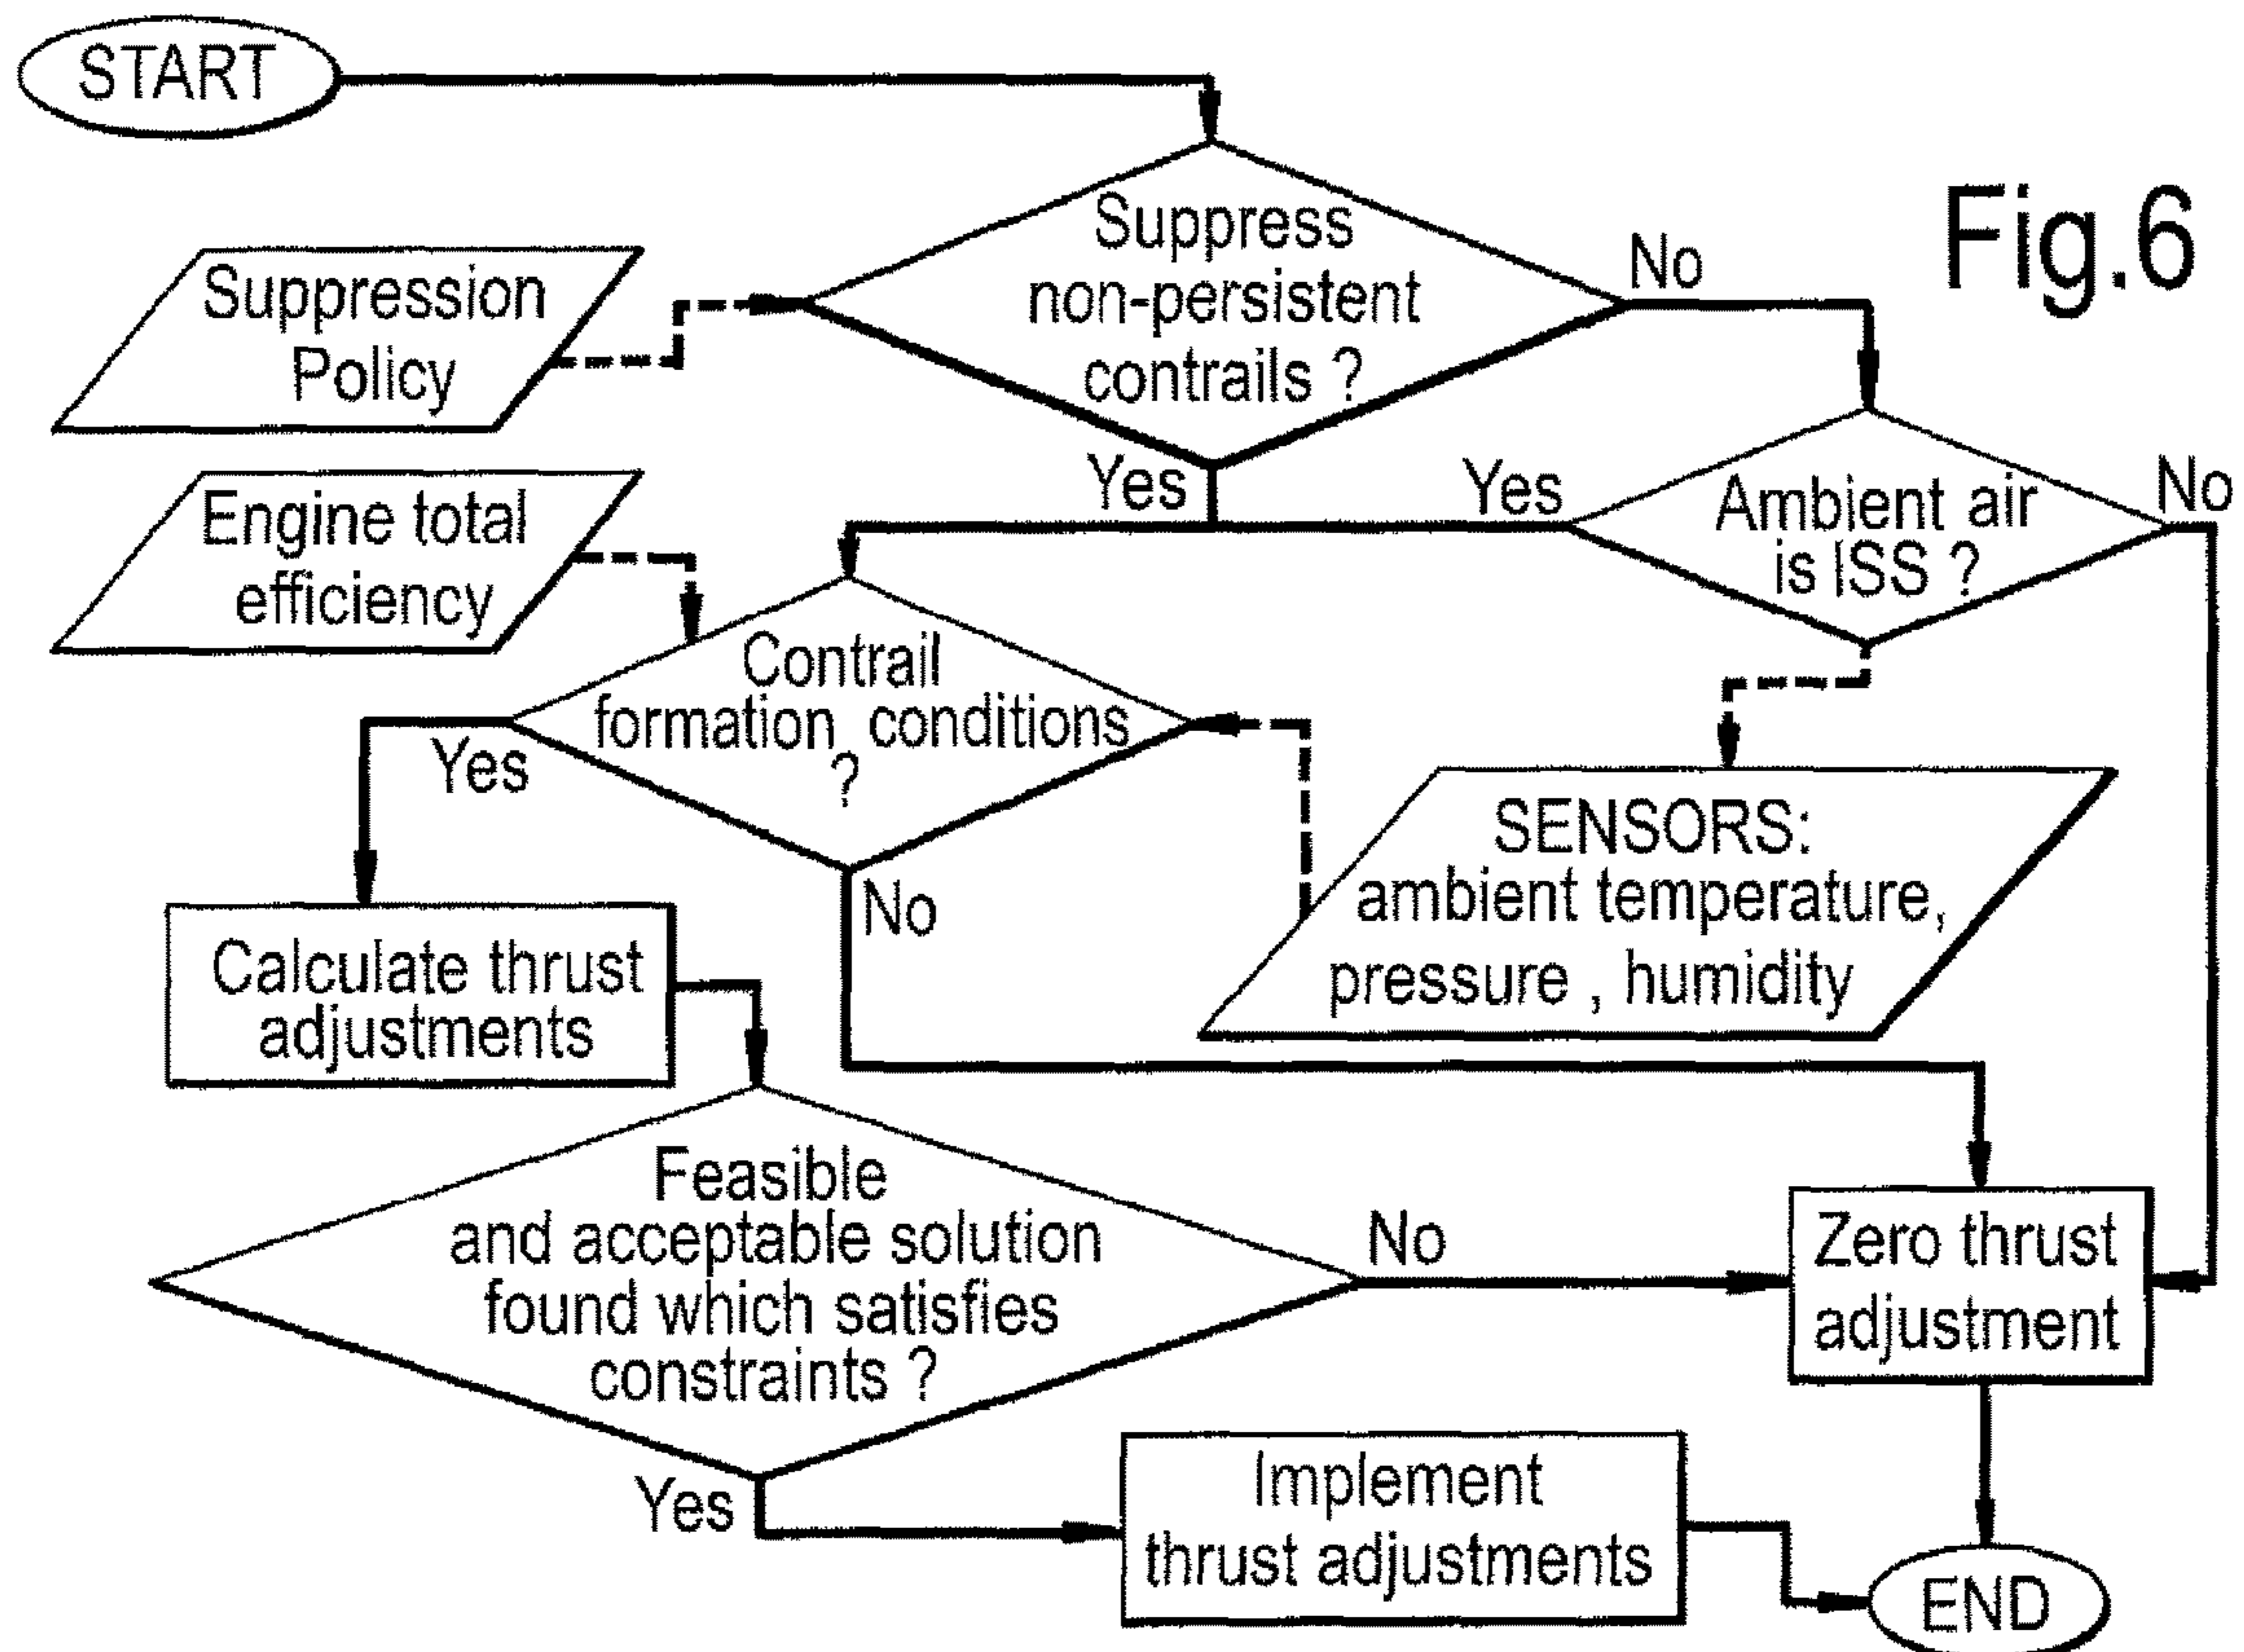 START
Fig.6
Suppress
non-persistent
contrails ?
No
Suppression
Policy
Yes
Yes
No
Ambient air
is ISS ?
Engine total
efficiency
Contrail
formation, conditions
?
Yes
No
SENSORS:
ambient temperature,
pressure , humidity
Calculate thrust
adjustments
Feasible
and acceptable solution
found which satisfies
constraints ?
No
Zero thrust
adjustment
Yes
Implement
thrust adjustments
END